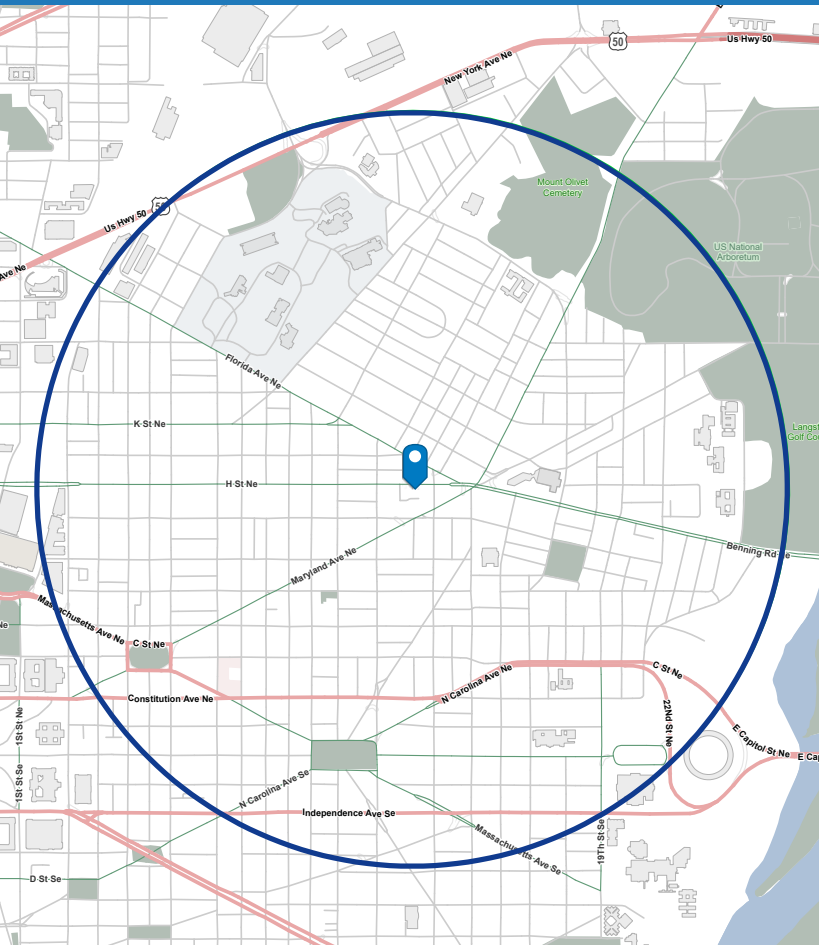 Us Hwy 50
50
New York Ave Ne
Mount Olivet
Cemetery
US National
Arboretum
Us Hwy 50
50
Ave Ne
Florida Ave Ne
K St Ne
Langst
Golf Cou
H St Ne
Benning Rd Ne
Maryland Ave Ne
Massachusetts Ave Ne
Ne
C St Ne
N Carolina Ave Ne
C St Ne
Constitution Ave Ne
22Nd St Ne
1St St Ne
E Capitol St Ne
E Cap
1St St Se
N Carolina Ave Se
Independence Ave Se
Massachusetts Ave Se
19Th St Se
D St Se